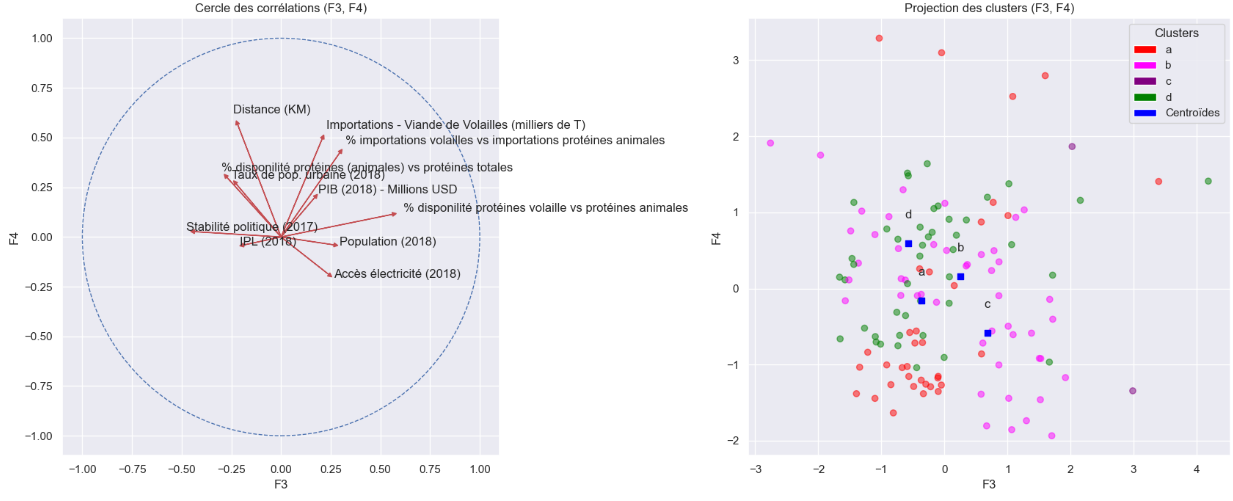 Cercle des corrélations (F3, F4)
1.00
0.75
0.50
0.25
0.00
−0.25
−0.50
−0.75
−1.00
F4
Distance (KM)
Importations - Viande de Volailles (milliers de T)
% importations volailles vs importations protéines animales
% disponilité protéines (animales) vs protéines totales
Taux de pop. urbaine (2018)
PIB (2018) - Millions USD
% disponilité protéines volaille vs protéines animales
Stabilité politique (2017)
IPL (2018)
Population (2018)
Accès électricité (2018)
−1.00 −0.75 −0.50 −0.25 0.00 0.25 0.50 0.75 1.00
F3
Projection des clusters (F3, F4)
Clusters
a
b
c
d
Centroïdes
3
2
1
0
−1
−2
F4
d
b
a
c
−3 −2 −1 0 1 2 3 4
F3